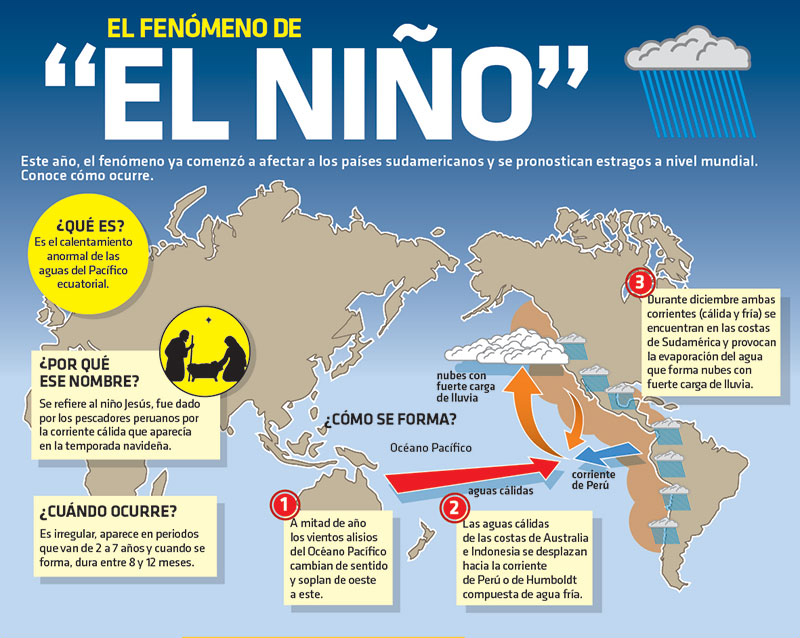 EL FENÓMENO DE
“EL NIÑO”
Este año, el fenómeno ya comenzó a afectar a los países sudamericanos y se pronostican estragos a nivel mundial.
Conoce cómo ocurre.
¿QUÉ ES?
Es el calentamiento
anormal de las
aguas del Pacífico
ecuatorial.
¿POR QUÉ
ESE NOMBRE?
Se refiere al niño Jesús, fue dado
por los pescadores peruanos por
la corriente cálida que aparecía
en la temporada navideña.
¿CUÁNDO OCURRE?
Es irregular, aparece en periodos
que van de 2 a 7 años y cuando se
forma, dura entre 8 y 12 meses.
¿CÓMO SE FORMA?
Océano Pacífico
nubes con
fuerte carga
de lluvia
aguas cálidas
corriente
de Perú
1
A mitad de año
los vientos alisios
del Océano Pacífico
cambian de sentido
y soplan de oeste
a este.
2
Las aguas cálidas
de las costas de Australia
e Indonesia se desplazan
hacia la corriente
de Perú o de Humboldt
compuesta de agua fría.
3
Durante diciembre ambas
corrientes (cálida y fría) se
encuentran en las costas
de Sudamérica y provocan
la evaporación del agua
que forma nubes con
fuerte carga de lluvia.